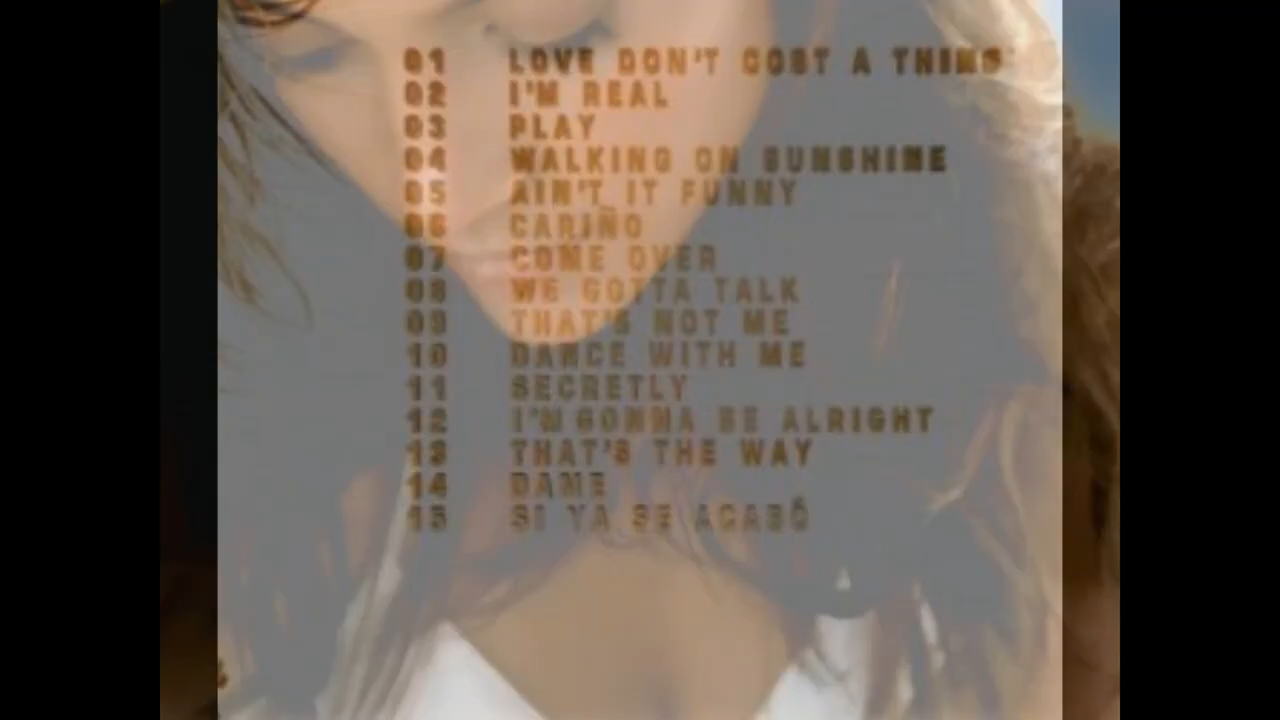 01 LOVE DON'T COST A THING
02 I'M REAL
03 PLAY
04 WALKING ON SUNSHINE
05 AIN'T IT FUNNY
06 CARIÑO
07 COME OVER
08 WE GOTTA TALK
09 THAT'S NOT ME
10 DANCE WITH ME
11 SECRETLY
12 I'M GONNA BE ALRIGHT
13 THAT'S THE WAY
14 DAME
15 SI YA SE ACABÓ